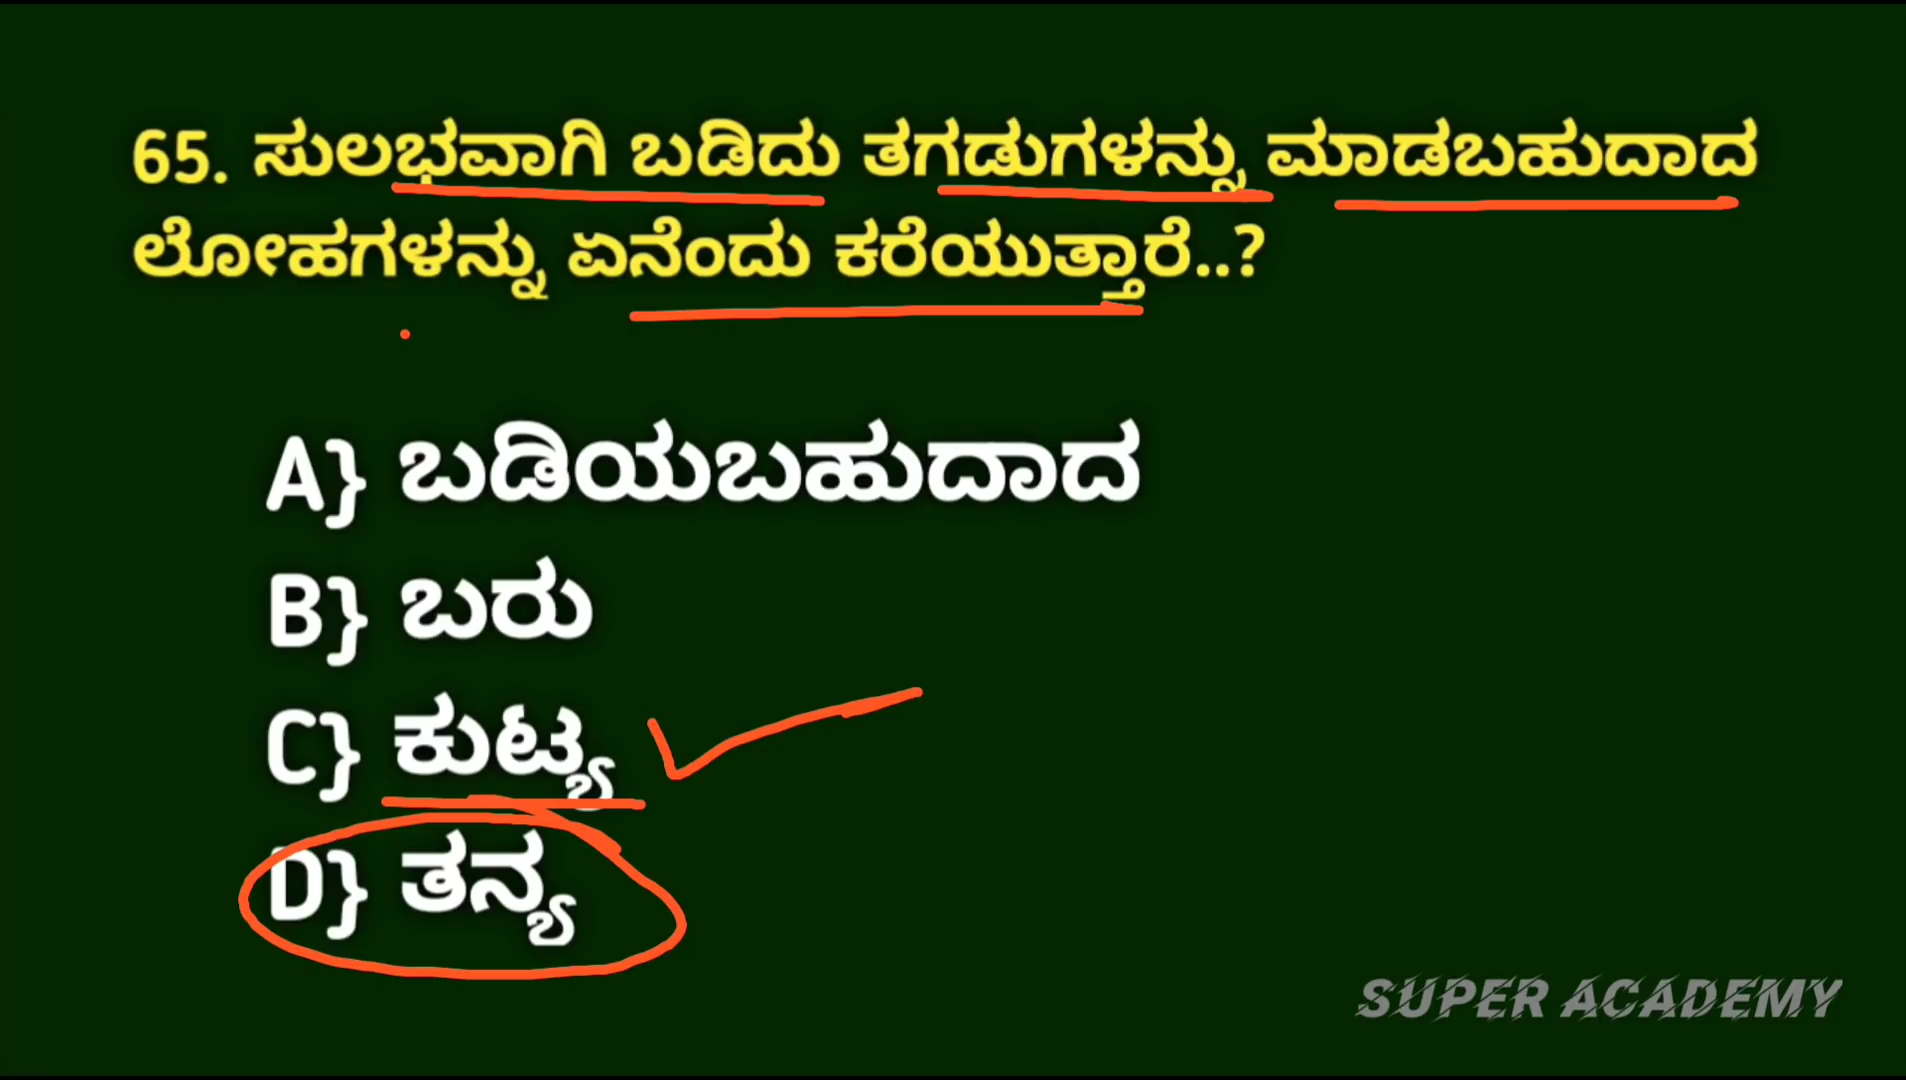 65. ಸುಲಭವಾಗಿ ಬಡಿದು ತಗಡುಗಳನ್ನು ಮಾಡಬಹುದಾದ
ಲೋಹಗಳನ್ನು ಏನೆಂದು ಕರೆಯುತ್ತಾರೆ..?
A} ಬಡಿಯಬಹುದಾದ
B} ಬರು
C} ಕುಟ್ಯ
D} ತನ್ಯ
SUPER ACADEMY